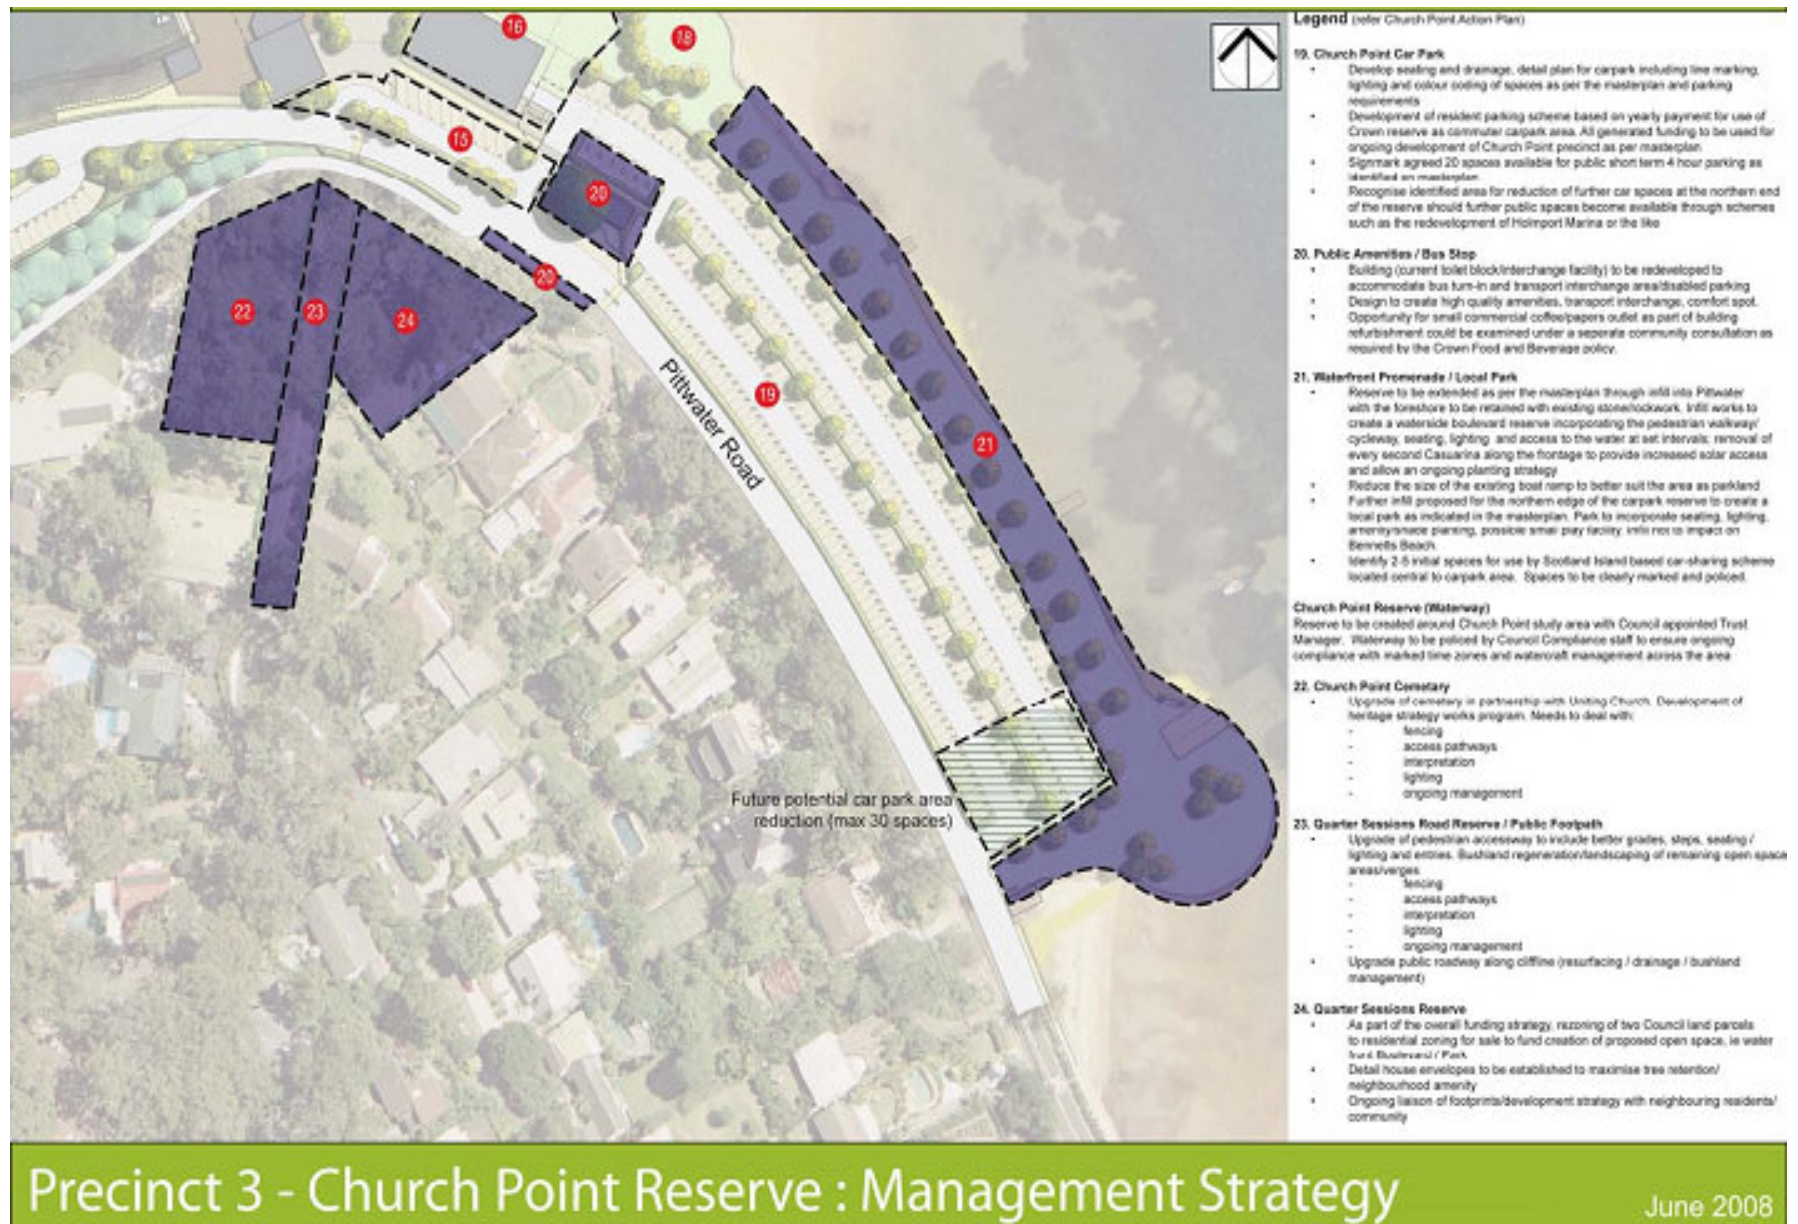 16
18
15
20
20
22
23
24
19
21
Pittwater Road
Future potential car park area
reduction (max 30 spaces)
Legend (refer Church Point Action Plan)
19. Church Point Car Park
• Develop seating and drainage, detail plan for carpark including line marking,
lighting and colour coding of spaces as per the masterplan and parking
requirements
• Development of resident parking scheme based on yearly payment for use of
Crown reserve as commuter carpark area. All generated funding to be used for
ongoing development of Church Point precinct as per masterplan
• Signmark agreed 20 spaces available for public short term 4 hour parking as
identified on masterplan
• Recognise identified area for reduction of further car spaces at the northern end
of the reserve should further public spaces become available through schemes
such as the redevelopment of Holmport Marina or the like
20. Public Amenities / Bus Stop
• Building (current toilet block/interchange facility) to be redeveloped to
accommodate bus turn-in and transport interchange area/disabled parking
• Design to create high quality amenities, transport interchange, comfort spot.
• Opportunity for small commercial coffee/papers outlet as part of building
refurbishment could be examined under a seperate community consultation as
required by the Crown Food and Beverage policy.
21. Waterfront Promenade / Local Park
• Reserve to be extended as per the masterplan through infill into Pittwater
with the foreshore to be retained with existing stone/rockwork. Infill works to
create a waterside boulevard reserve incorporating the pedestrian walkway/
cycleway, seating, lighting and access to the water at set intervals; removal of
every second Casuarina along the frontage to provide increased solar access
and allow an ongoing planting strategy
• Reduce the size of the existing boat ramp to better suit the area as parkland
• Further infill proposed for the northern edge of the carpark reserve to create a
local park as indicated in the masterplan. Park to incorporate seating, lighting,
amenity/shade planting, possible small play facility. Infill not to impact on
Bennetts Beach.
• Identify 2-5 initial spaces for use by Scotland Island based car-sharing scheme
located central to carpark area. Spaces to be clearly marked and policed.
Church Point Reserve (Waterway)
Reserve to be created around Church Point study area with Council appointed Trust
Manager. Waterway to be policed by Council Compliance staff to ensure ongoing
compliance with marked time zones and watercraft management across the area
22. Church Point Cemetary
• Upgrade of cemetery in partnership with Uniting Church. Development of
heritage strategy works program. Needs to deal with:
- fencing
- access pathways
- interpretation
- lighting
- ongoing management
23. Quarter Sessions Road Reserve / Public Footpath
• Upgrade of pedestrian accessway to include better grades, steps, seating /
lighting and entries. Bushland regeneration/landscaping of remaining open space
areas/verges
- fencing
- access pathways
- interpretation
- lighting
- ongoing management
• Upgrade public roadway along cliffline (resurfacing / drainage / bushland
management)
24. Quarter Sessions Reserve
• As part of the overall funding strategy, rezoning of two Council land parcels
to residential zoning for sale to fund creation of proposed open space, ie water
front Boulevard / Park
• Detail house envelopes to be established to maximise tree retention/
neighbourhood amenity
• Ongoing liaison of footprints/development strategy with neighbouring residents/
community
Precinct 3 - Church Point Reserve : Management Strategy
June 2008